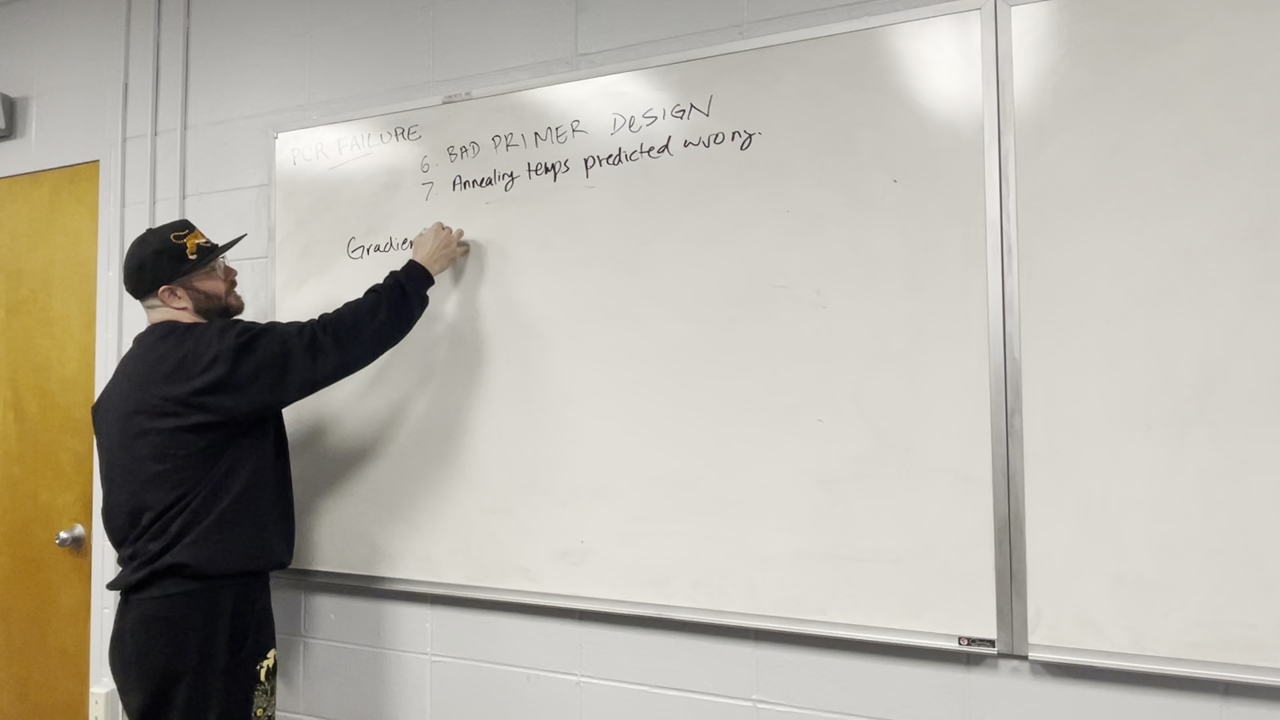 PCR FAILURE
6. BAD PRIMER DeSIGN
7. Annealing temps predicted wrong.
Gradien